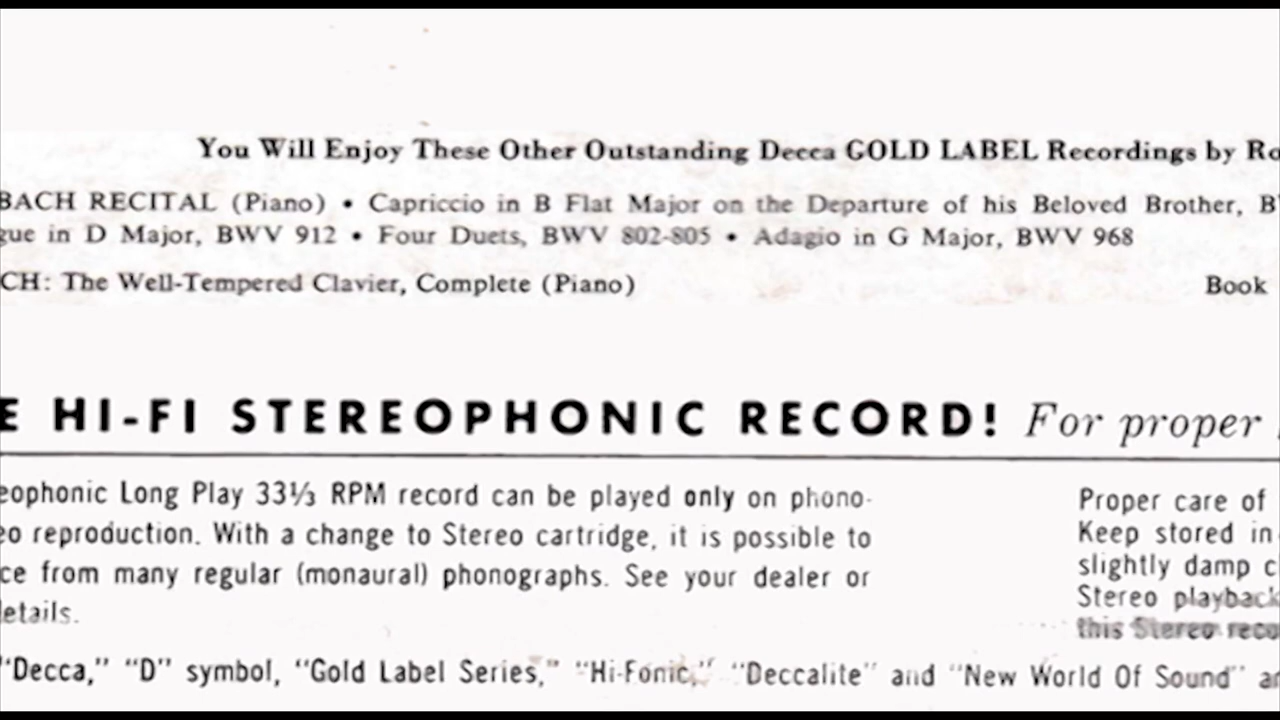 You Will Enjoy These Other Outstanding Decca GOLD LABEL Recordings by Ro
BACH RECITAL (Piano) • Capriccio in B Flat Major on the Departure of his Beloved Brother, B
gue in D Major, BWV 912 • Four Duets, BWV 802-805 • Adagio in G Major, BWV 968
CH: The Well-Tempered Clavier, Complete (Piano) Book
E HI-FI STEREOPHONIC RECORD! For proper
eophonic Long Play 33⅓ RPM record can be played only on phono-
eo reproduction. With a change to Stereo cartridge, it is possible to
ce from many regular (monaural) phonographs. See your dealer or
etails.
Proper care of
Keep stored in
slightly damp c
Stereo playback
this Stereo reco
"Decca," "D" symbol, "Gold Label Series," "Hi-Fonic," "Deccalite" and "New World Of Sound" a